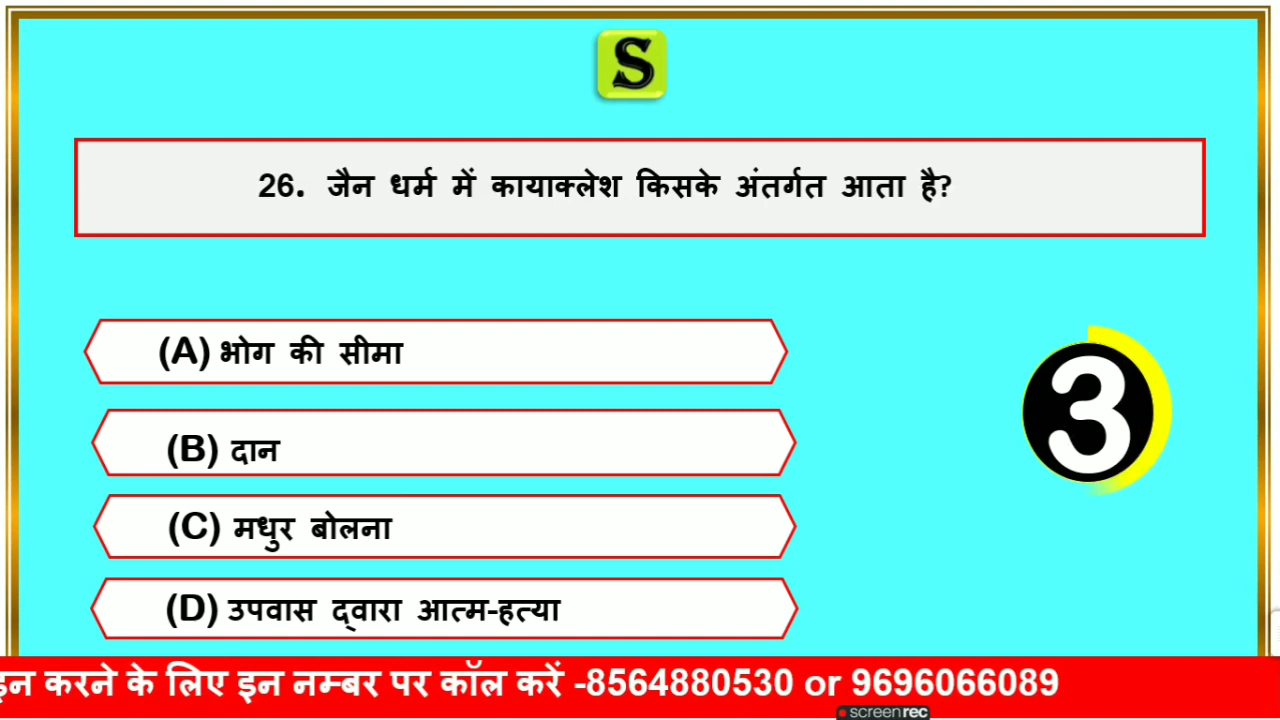 S
26. जैन धर्म में कायाक्लेश किसके अंतर्गत आता है?
(A) भोग की सीमा
(B) दान
3
(C) मधुर बोलना
(D) उपवास द्वारा आत्म-हत्या
करने के लिए इन नम्बर पर कॉल करें -8564880530 or 9696066089
screenrec